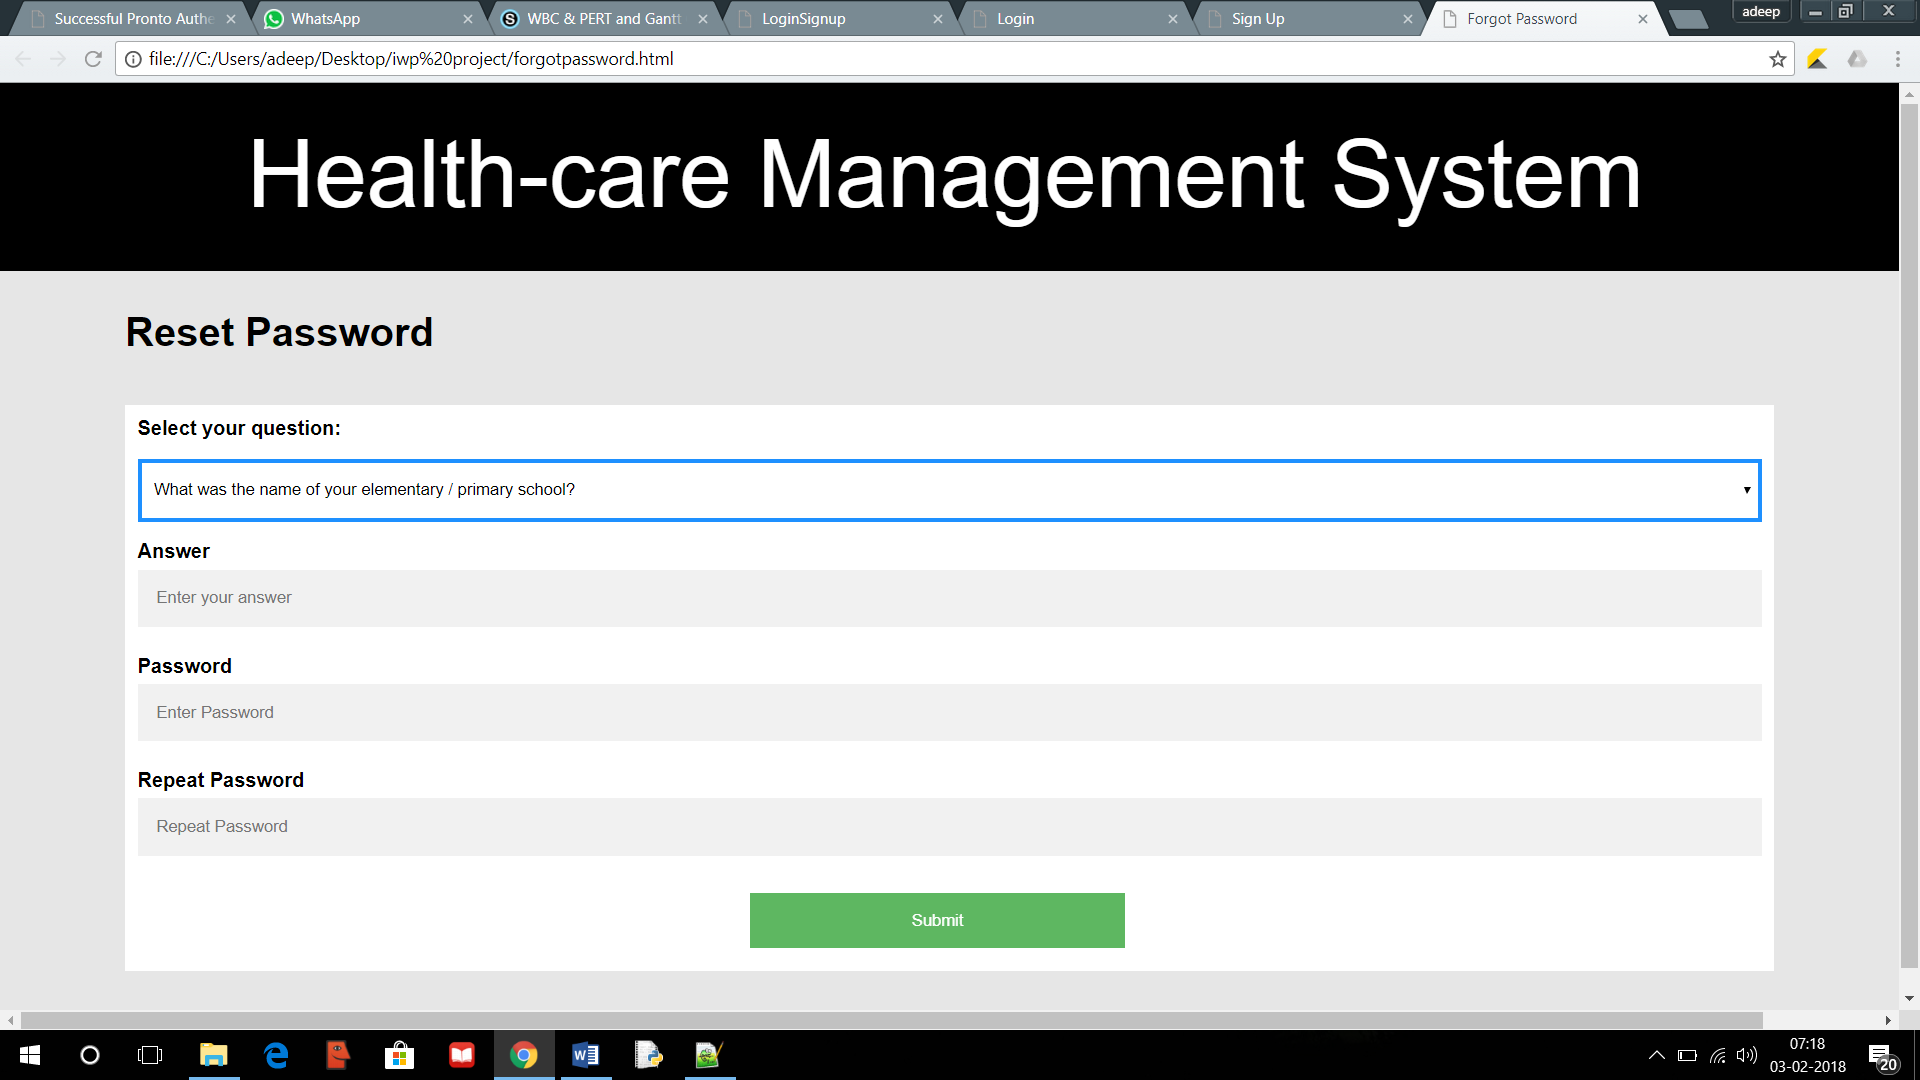 Successful Pronto Authe
WhatsApp
WBC & PERT and Gantt
LoginSignup
Login
Sign Up
Forgot Password
adeep
file:///C:/Users/adeep/Desktop/iwp%20project/forgotpassword.html
Health-care Management System
Reset Password
Select your question:
What was the name of your elementary / primary school?
Answer
Enter your answer
Password
Enter Password
Repeat Password
Repeat Password
Submit
07:18
03-02-2018
20